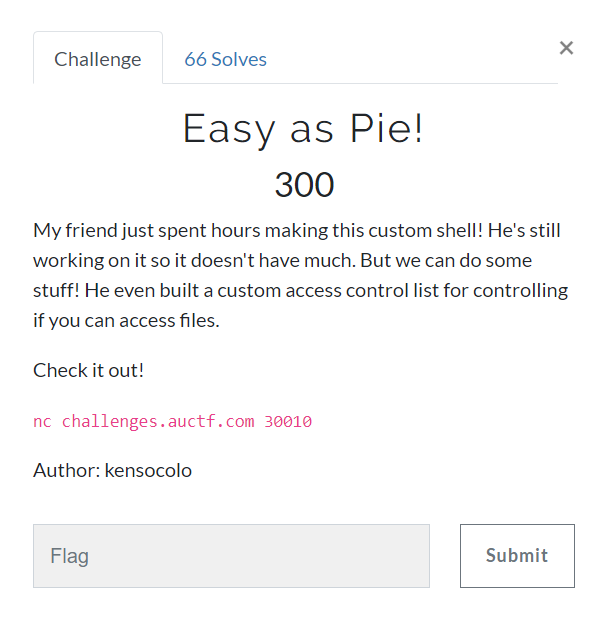 Challenge
66 Solves
×
Easy as Pie!
300
My friend just spent hours making this custom shell! He's still
working on it so it doesn't have much. But we can do some
stuff! He even built a custom access control list for controlling
if you can access files.
Check it out!
nc challenges.auctf.com 30010
Author: kensocolo
Flag
Submit